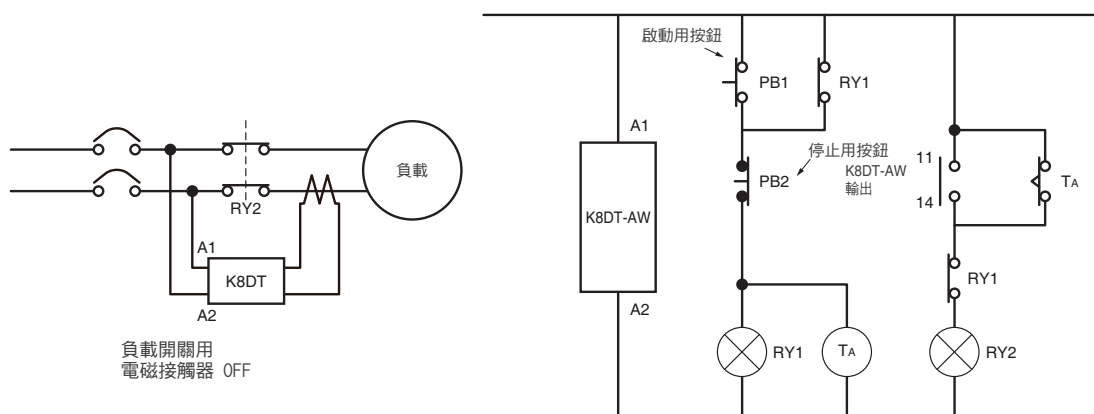 負載
RY2
A1
K8DT
A2
負載開關用
電磁接觸器 OFF
啟動用按鈕
PB1
RY1
A1
K8DT-AW
A2
停止用按鈕
PB2
K8DT-AW
輸出
11
14
TA
RY1
RY1
TA
RY2